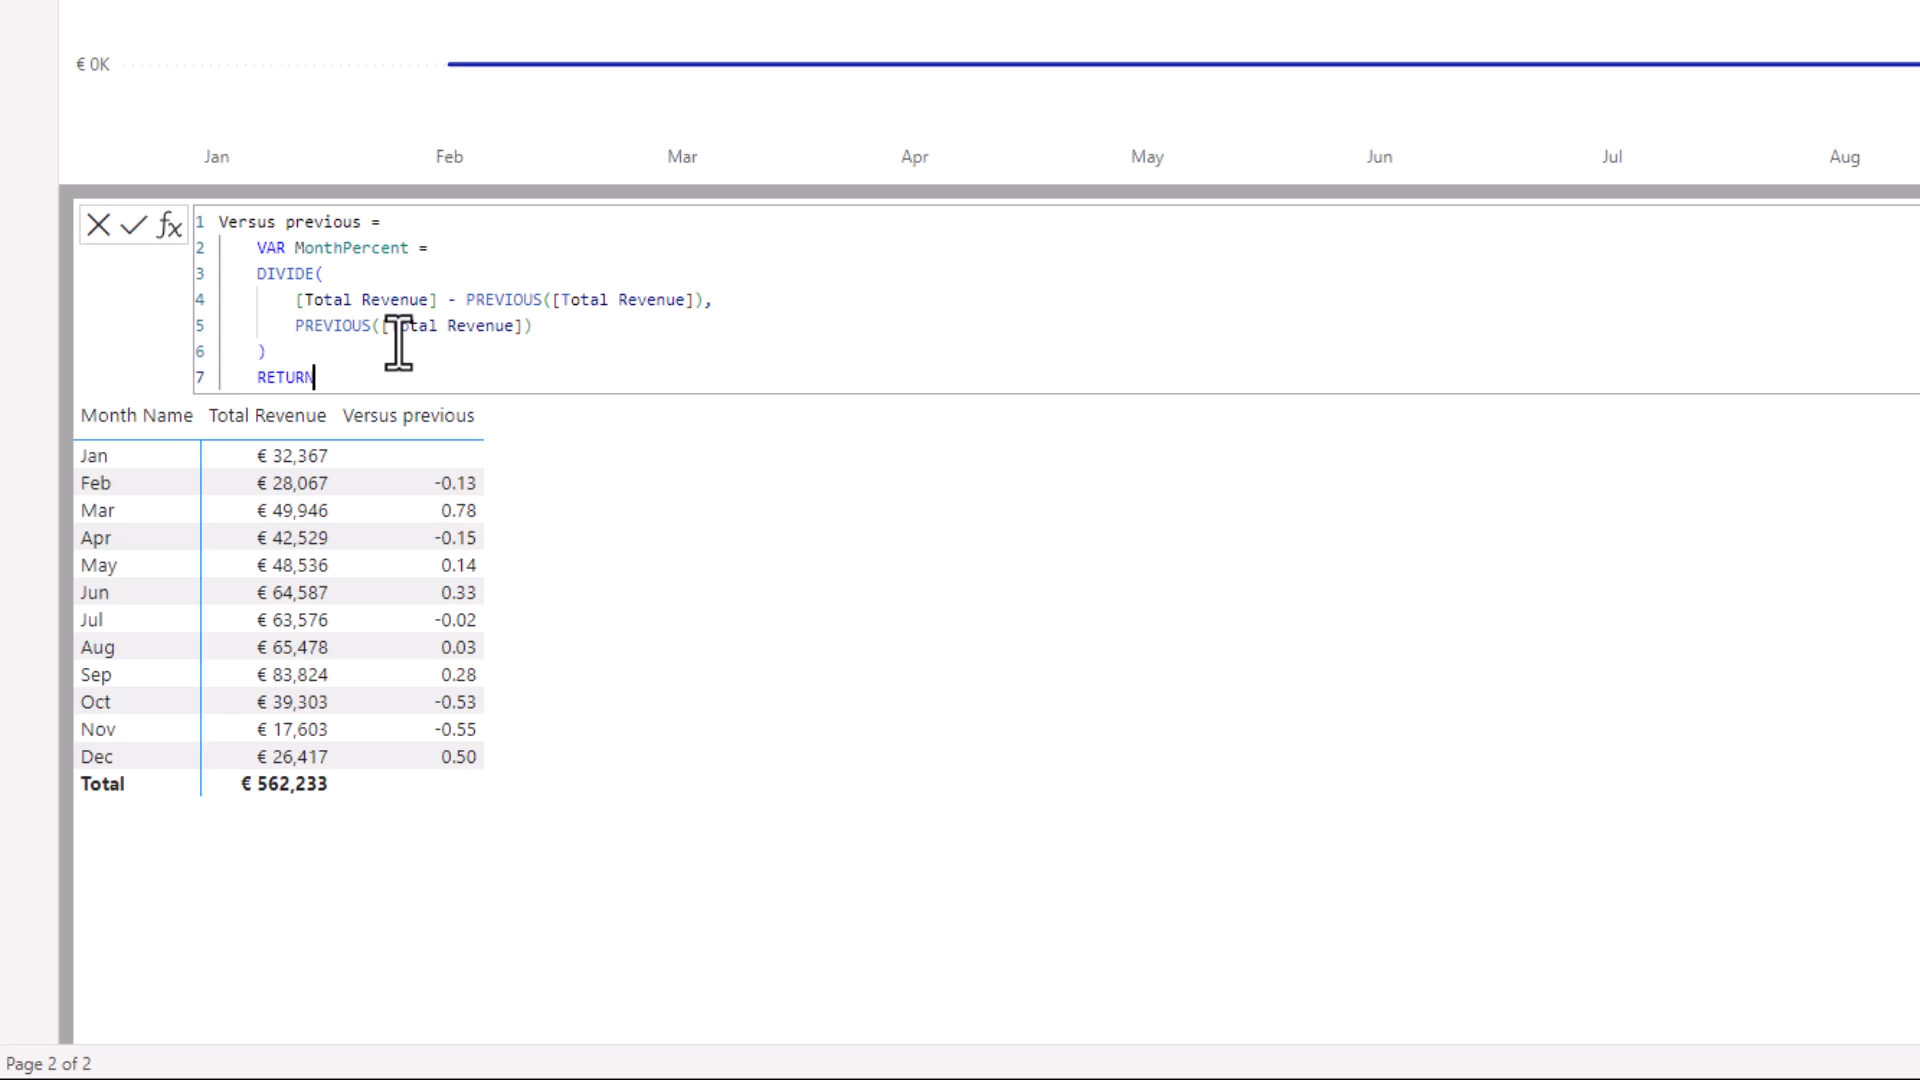 € 0K
Jan Feb Mar Apr May Jun Jul Aug
fx
1 Versus previous =
2 VAR MonthPercent =
3 DIVIDE(
4 [Total Revenue] - PREVIOUS([Total Revenue]),
5 PREVIOUS([Total Revenue])
6 )
7 RETURN
Month Name Total Revenue Versus previous
Jan € 32,367
Feb € 28,067 -0.13
Mar € 49,946 0.78
Apr € 42,529 -0.15
May € 48,536 0.14
Jun € 64,587 0.33
Jul € 63,576 -0.02
Aug € 65,478 0.03
Sep € 83,824 0.28
Oct € 39,303 -0.53
Nov € 17,603 -0.55
Dec € 26,417 0.50
Total € 562,233
Page 2 of 2